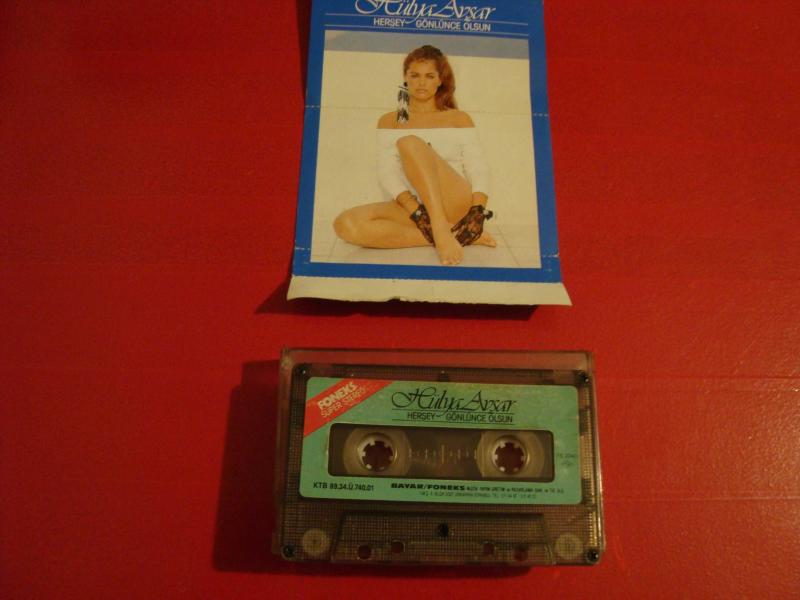 Hülya Avşar
HERŞEY GÖNLÜNCE OLSUN
FONEKS
SUPER STEREO
Hülya Avşar
HERŞEY GÖNLÜNCE OLSUN
KTB 89.34.Ü.740.01
BAYAR/FONEKS